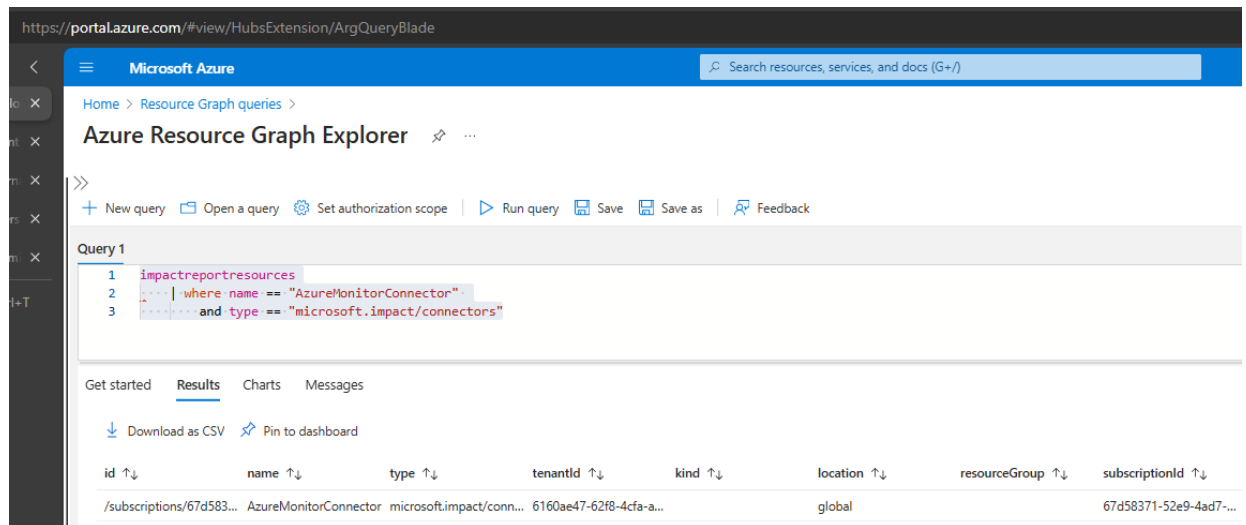 https://portal.azure.com/#view/HubsExtension/ArgQueryBlade
Microsoft Azure
Search resources, services, and docs (G+/)
Home > Resource Graph queries >
Azure Resource Graph Explorer
New query Open a query Set authorization scope Run query Save Save as Feedback
Query 1
1 impactreportresources
2 | where name == "AzureMonitorConnector"
3 and type == "microsoft.impact/connectors"
Get started Results Charts Messages
Download as CSV Pin to dashboard
id name type tenantId kind location resourceGroup subscriptionId
/subscriptions/67d583... AzureMonitorConnector microsoft.impact/conn... 6160ae47-62f8-4cfa-a... global 67d58371-52e9-4ad7-...